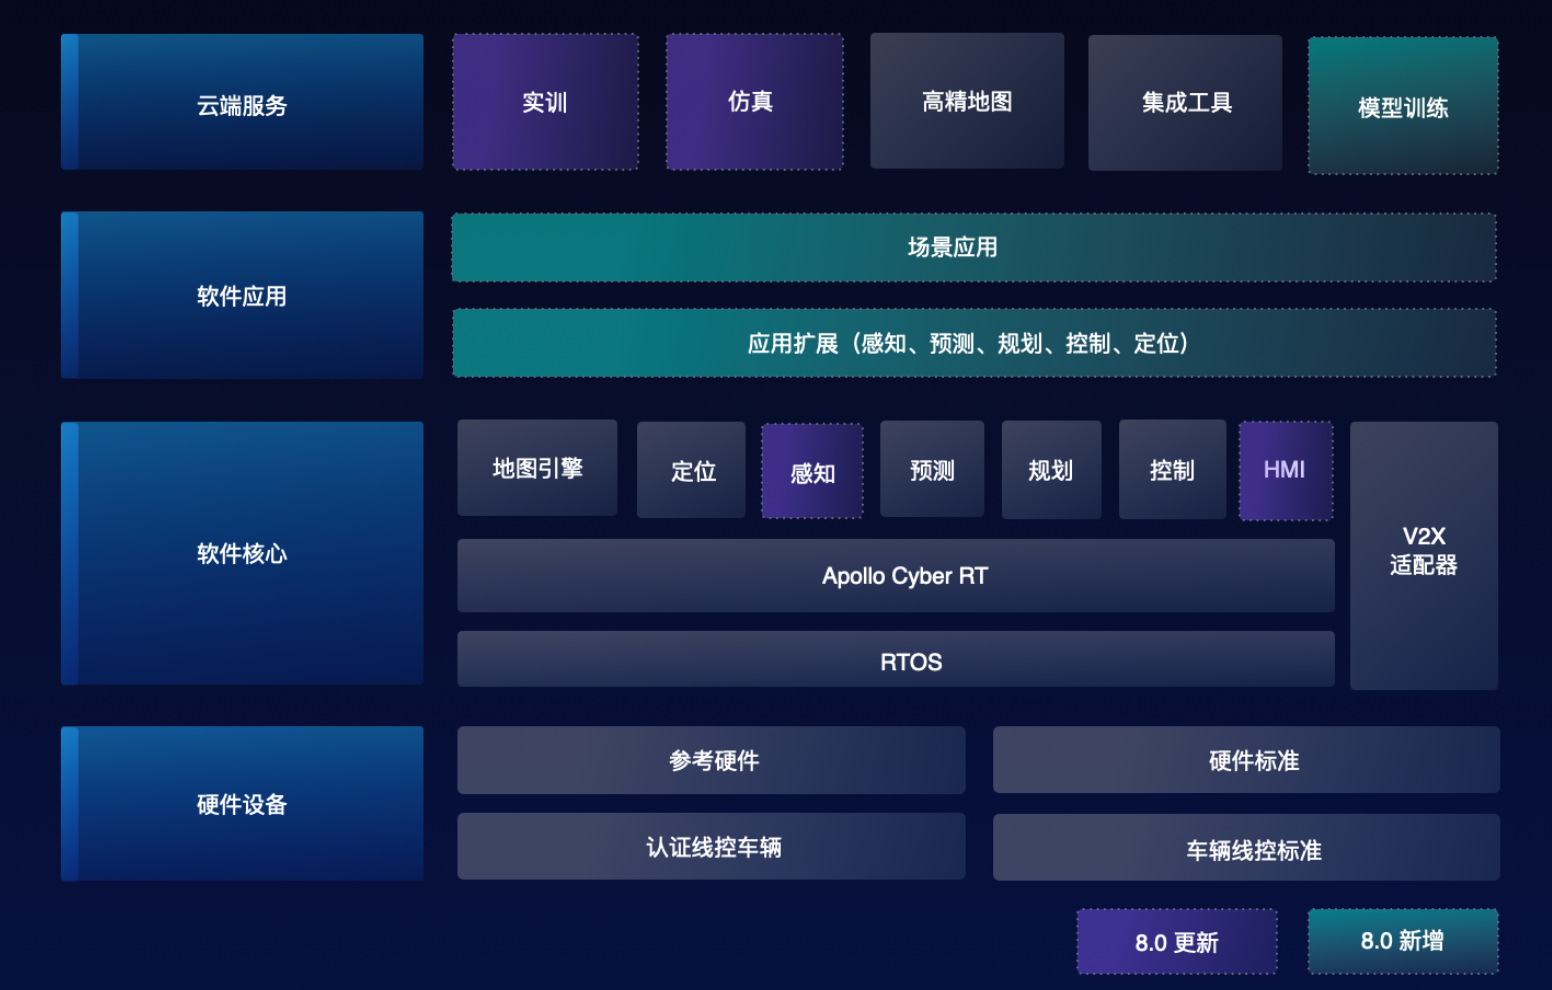 云端服务
实训
仿真
高精地图
集成工具
模型训练
软件应用
场景应用
应用扩展（感知、预测、规划、控制、定位）
软件核心
地图引擎
定位
感知
预测
规划
控制
HMI
V2X
适配器
Apollo Cyber RT
RTOS
硬件设备
参考硬件
硬件标准
认证线控车辆
车辆线控标准
8.0 更新
8.0 新增